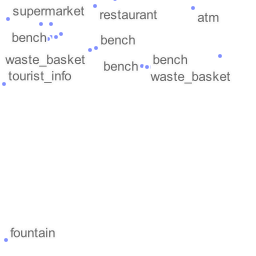 supermarket
restaurant
atm
bench
bench
waste_basket
bench
bench
tourist_info
waste_basket
fountain